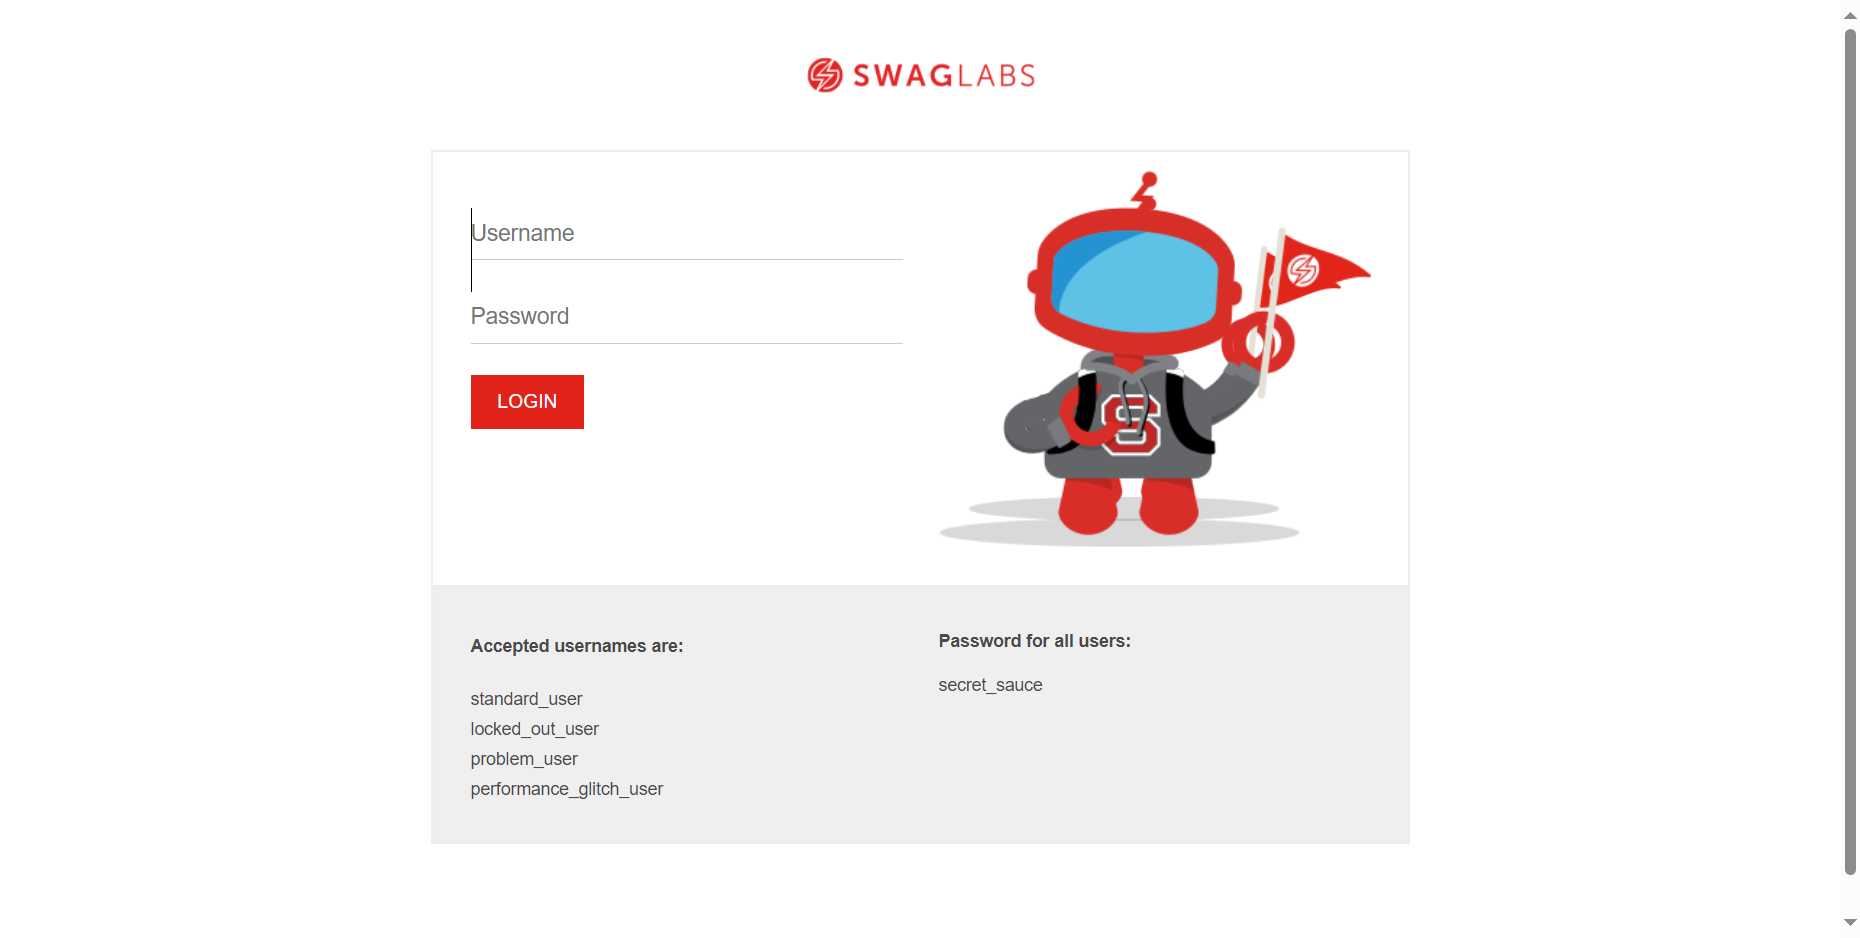 SWAGLABS
Username
Password
LOGIN
S
Accepted usernames are:
standard_user
locked_out_user
problem_user
performance_glitch_user
Password for all users:
secret_sauce